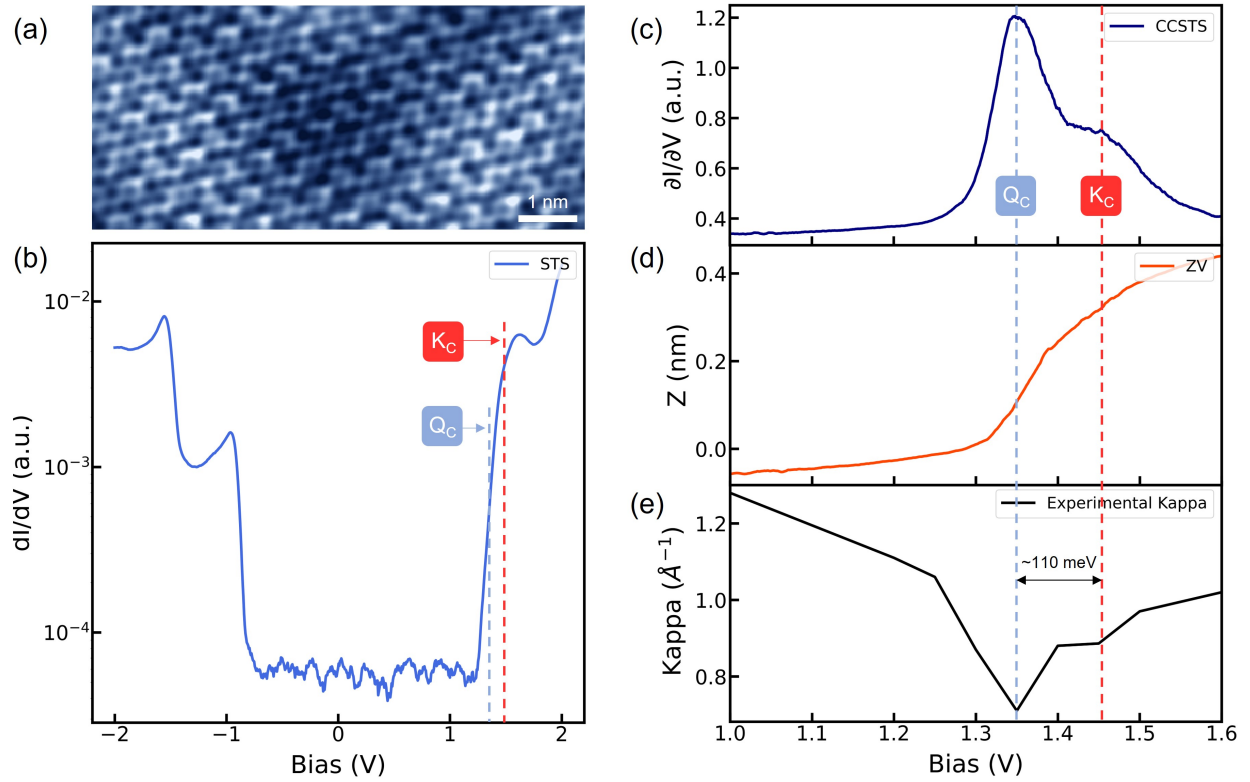 (a)
1 nm
(b)
STS
10⁻²
10⁻³
10⁻⁴
dI/dV (a.u.)
K_C
Q_C
−2 −1 0 1 2
Bias (V)
(c)
CCSTS
1.2
1.0
0.8
0.6
0.4
∂I/∂V (a.u.)
Q_C
K_C
(d)
ZV
0.4
0.2
0.0
Z (nm)
(e)
Experimental Kappa
1.2
1.0
0.8
Kappa (Å⁻¹)
~110 meV
1.0 1.1 1.2 1.3 1.4 1.5 1.6
Bias (V)